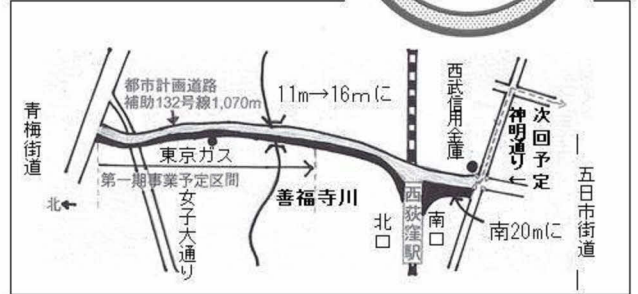 都市計画道路
補助132号線1,070m
11m→16mに
西武信用金庫
青梅街道
東京ガス
第一期事業予定区間
北←
女子大通り
善福寺川
北口
西荻窪駅
南口
次回予定
神明通り
五日市街道
南20mに